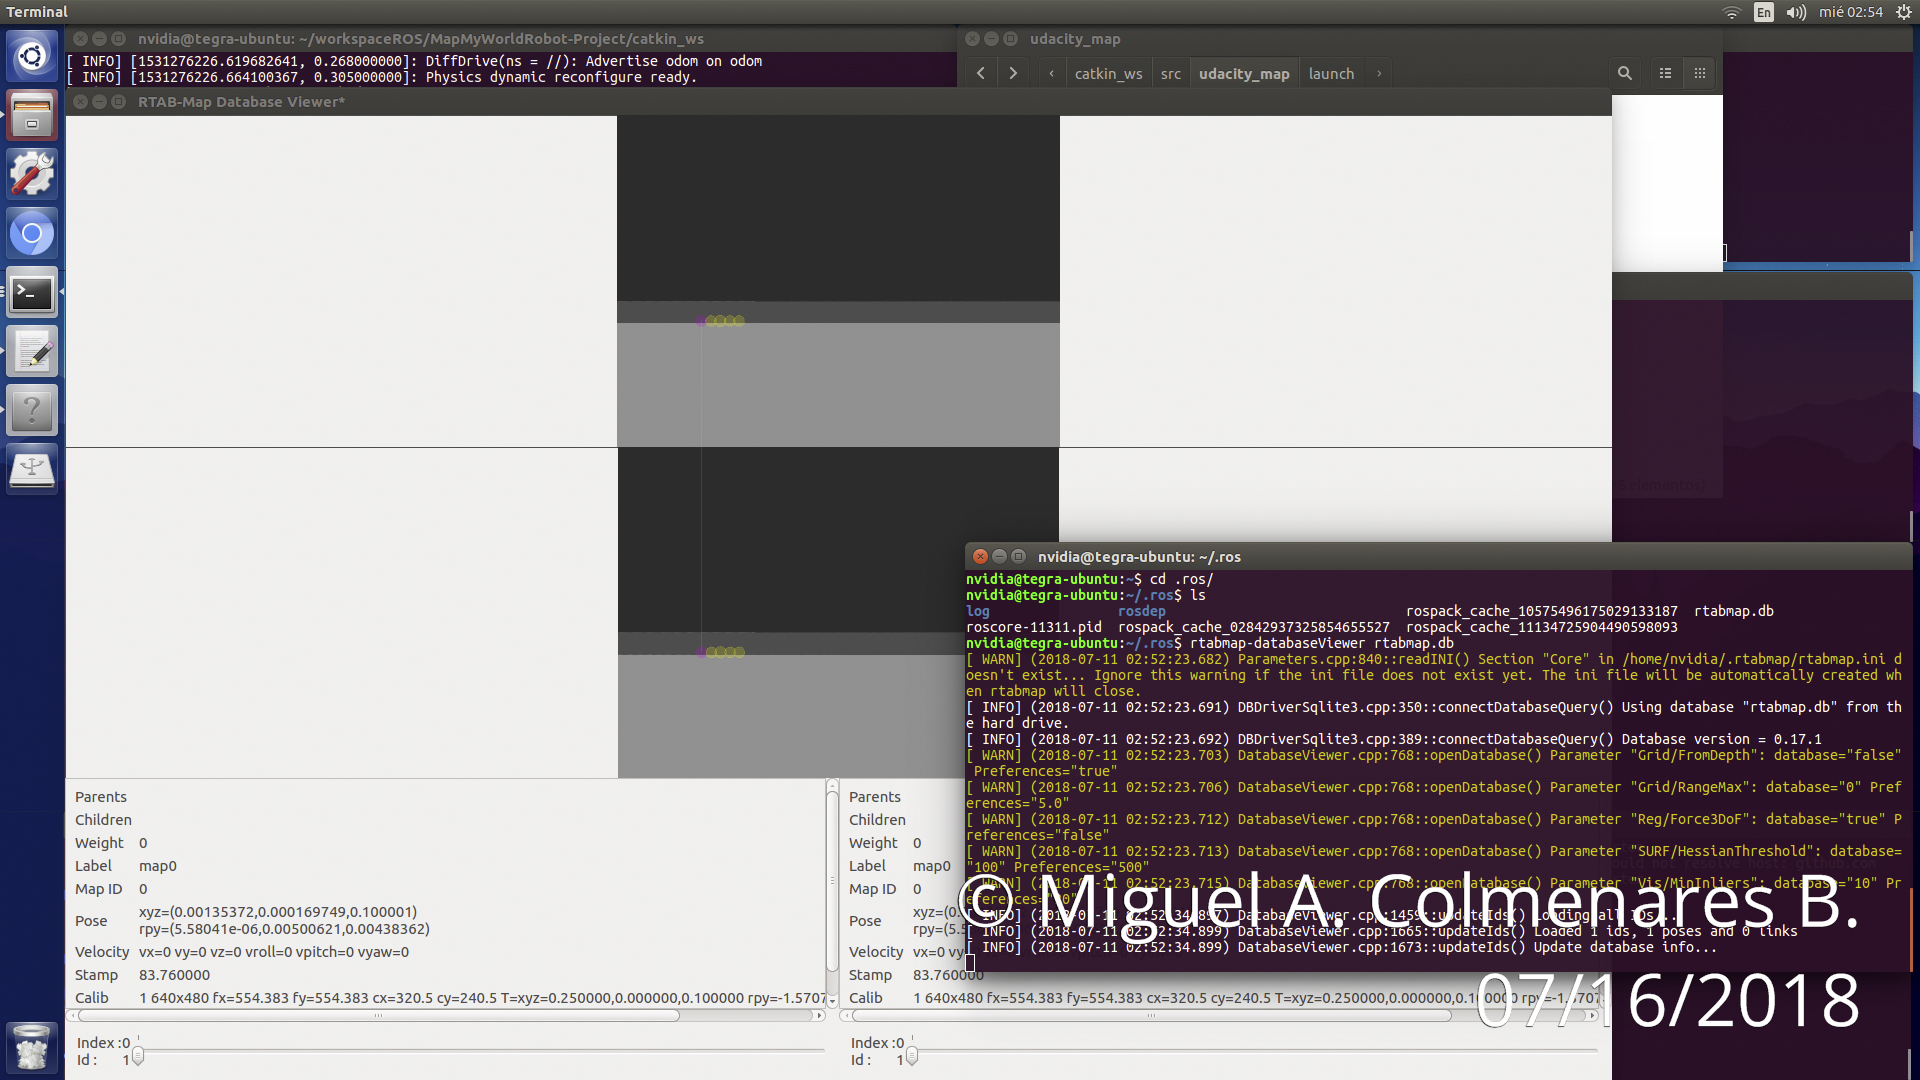 Terminal
En
mié 02:54
nvidia@tegra-ubuntu: ~/workspaceROS/MapMyWorldRobot-Project/catkin_ws
[ INFO] [1531276226.619682641, 0.268000000]: DiffDrive(ns = //): Advertise odom on odom
[ INFO] [1531276226.664100367, 0.305000000]: Physics dynamic reconfigure ready.
udacity_map
catkin_ws src udacity_map launch
RTAB-Map Database Viewer*
nvidia@tegra-ubuntu: ~/.ros
nvidia@tegra-ubuntu:~$ cd .ros/
nvidia@tegra-ubuntu:~/.ros$ ls
log rosdep rospack_cache_10575496175029133187 rtabmap.db
roscore-11311.pid rospack_cache_02842937325854655527 rospack_cache_11134725904490598093
nvidia@tegra-ubuntu:~/.ros$ rtabmap-databaseViewer rtabmap.db
[ WARN] (2018-07-11 02:52:23.682) Parameters.cpp:840::readINI() Section "Core" in /home/nvidia/.rtabmap/rtabmap.ini d
oesn't exist... Ignore this warning if the ini file does not exist yet. The ini file will be automatically created wh
en rtabmap will close.
[ INFO] (2018-07-11 02:52:23.691) DBDriverSqlite3.cpp:350::connectDatabaseQuery() Using database "rtabmap.db" from th
e hard drive.
[ INFO] (2018-07-11 02:52:23.692) DBDriverSqlite3.cpp:389::connectDatabaseQuery() Database version = 0.17.1
[ WARN] (2018-07-11 02:52:23.703) DatabaseViewer.cpp:768::openDatabase() Parameter "Grid/FromDepth": database="false"
Preferences="true"
[ WARN] (2018-07-11 02:52:23.706) DatabaseViewer.cpp:768::openDatabase() Parameter "Grid/RangeMax": database="0" Pref
erences="5.0"
[ WARN] (2018-07-11 02:52:23.712) DatabaseViewer.cpp:768::openDatabase() Parameter "Reg/Force3DoF": database="true" P
references="false"
[ WARN] (2018-07-11 02:52:23.713) DatabaseViewer.cpp:768::openDatabase() Parameter "SURF/HessianThreshold": database=
"100" Preferences="500"
[ WARN] (2018-07-11 02:52:23.715) DatabaseViewer.cpp:768::openDatabase() Parameter "Vis/MinInliers": database="10" Pr
[ INFO] (2018-07-11 02:52:34.897) DatabaseViewer.cpp:1459::updateIds() Loading all IDs...
[ INFO] (2018-07-11 02:52:34.899) DatabaseViewer.cpp:1665::updateIds() Loaded 1 ids, 1 poses and 0 links
[ INFO] (2018-07-11 02:52:34.899) DatabaseViewer.cpp:1673::updateIds() Update database info...
© Miguel A. Colmenares B.
07/16/2018
Parents
Children
Weight 0
Label map0
Map ID 0
Pose xyz=(0.00135372,0.000169749,0.100001)
rpy=(5.58041e-06,0.00500621,0.00438362)
Velocity vx=0 vy=0 vz=0 vroll=0 vpitch=0 vyaw=0
Stamp 83.760000
Calib 1 640x480 fx=554.383 fy=554.383 cx=320.5 cy=240.5 T=xyz=0.250000,0.000000,0.100000 rpy=-1.5707
Index :0
Id : 1
Parents
Children
Weight 0
Label map0
Map ID 0
Pose xyz=(0.
rpy=(5.5
Velocity vx=0 vy
Stamp 83.760000
Calib 1 640x480 fx=554.383 fy=554.383 cx=320.5 cy=240.5 T=xyz=0.250000,0.000000,0.100000 rpy=-1.5707
Index :0
Id : 1